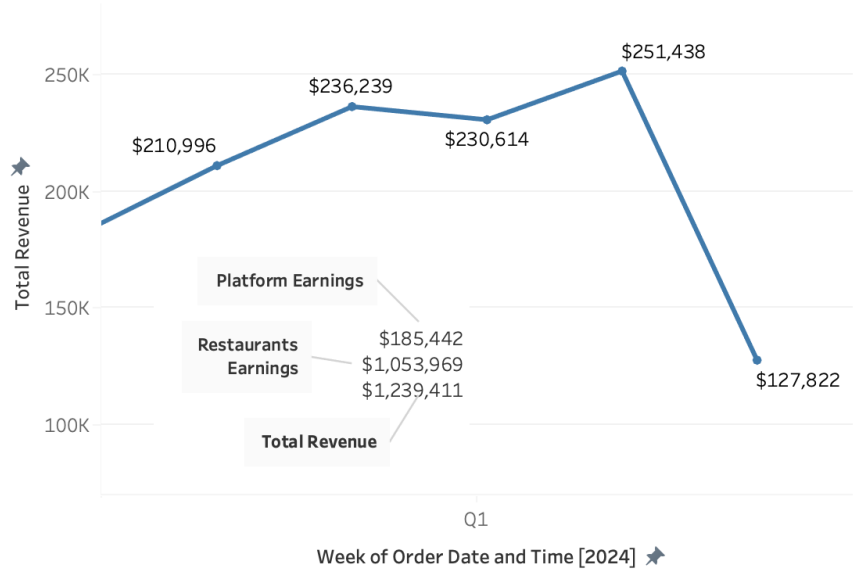 $251,438
250K
$236,239
$230,614
$210,996
200K
Total Revenue
Platform Earnings
150K
$185,442
Restaurants
Earnings
$1,053,969
$1,239,411
$127,822
100K
Total Revenue
Q1
Week of Order Date and Time [2024]